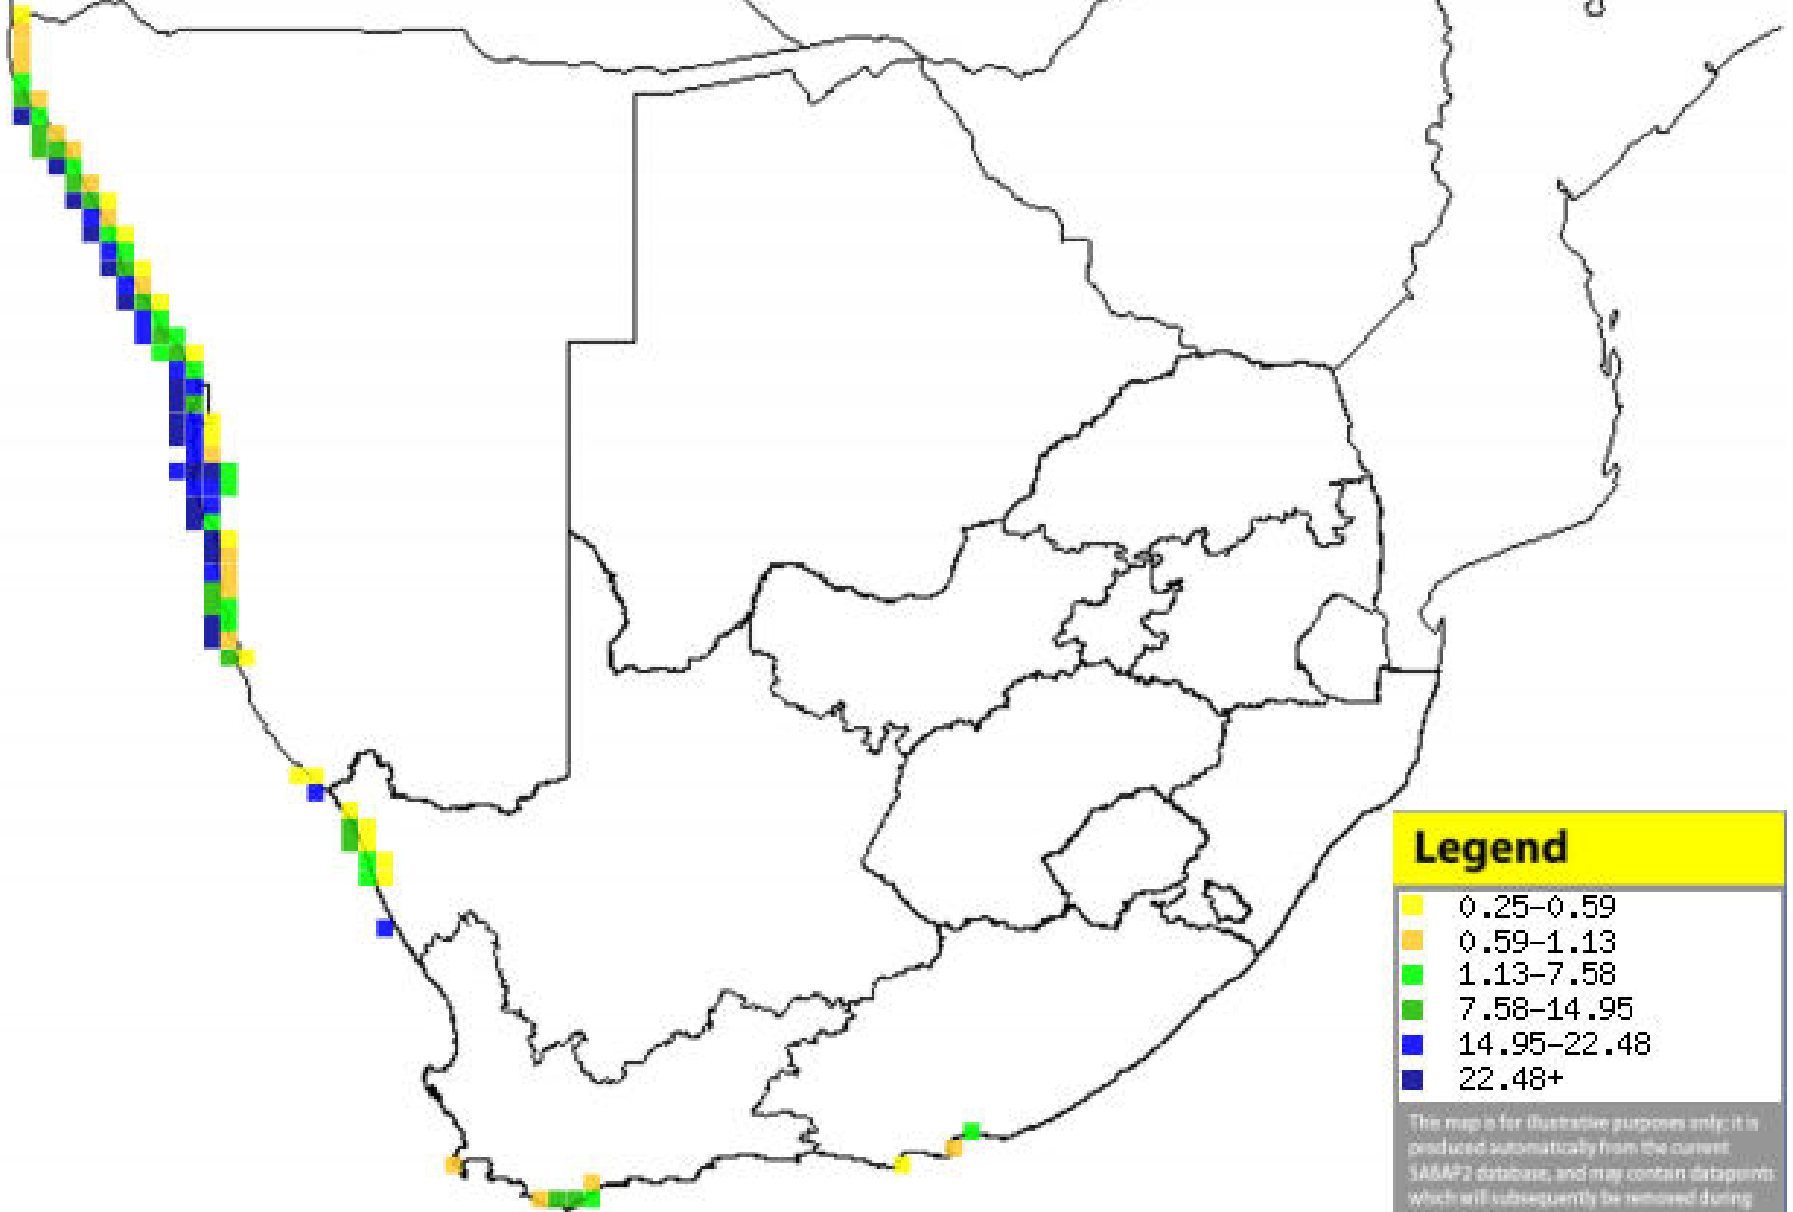 Legend
0.25-0.59
0.59-1.13
1.13-7.58
7.58-14.95
14.95-22.48
22.48+
The map is for illustrative purposes only; it is
produced automatically from the current
SABAP2 database, and may contain datapoints
which will subsequently be removed during